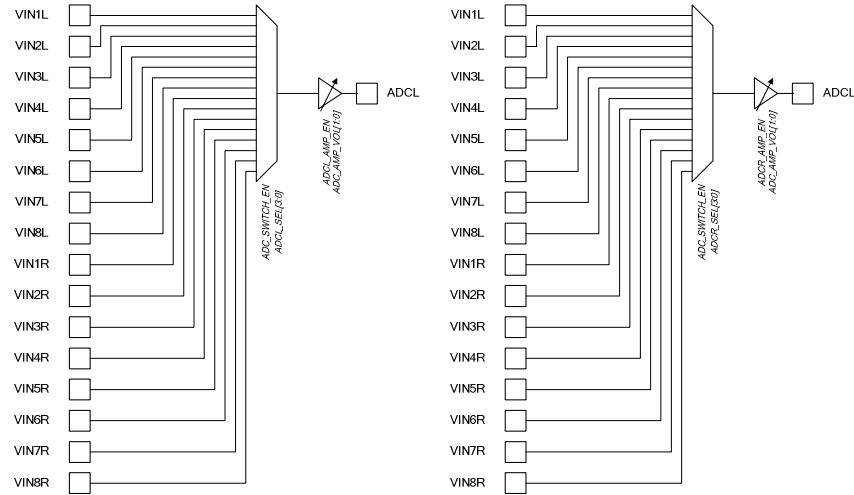 VIN1L
VIN2L
VIN3L
VIN4L
VIN5L
VIN6L
VIN7L
VIN8L
VIN1R
VIN2R
VIN3R
VIN4R
VIN5R
VIN6R
VIN7R
VIN8R
ADC_SWITCH_EN
ADCL_SEL[3:0]
ADCL_AMP_EN
ADC_AMP_VOL[1:0]
ADCL
VIN1L
VIN2L
VIN3L
VIN4L
VIN5L
VIN6L
VIN7L
VIN8L
VIN1R
VIN2R
VIN3R
VIN4R
VIN5R
VIN6R
VIN7R
VIN8R
ADC_SWITCH_EN
ADCR_SEL[3:0]
ADCR_AMP_EN
ADC_AMP_VOL[1:0]
ADCL